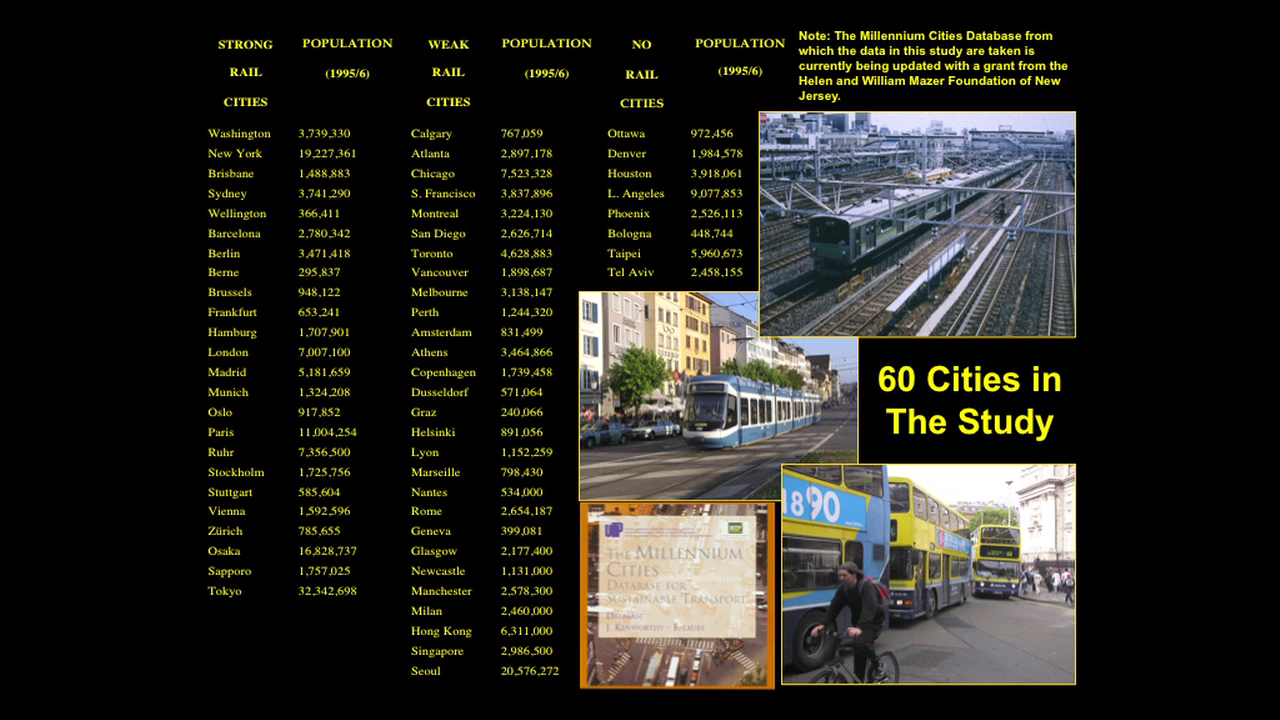 STRONG POPULATION WEAK POPULATION NO POPULATION
RAIL (1995/6) RAIL (1995/6) RAIL (1995/6)
CITIES CITIES CITIES
Washington 3,739,330 Calgary 767,059 Ottawa 972,456
New York 19,227,361 Atlanta 2,897,178 Denver 1,984,578
Brisbane 1,488,883 Chicago 7,523,328 Houston 3,918,061
Sydney 3,741,290 S. Francisco 3,837,896 L. Angeles 9,077,853
Wellington 366,411 Montreal 3,224,130 Phoenix 2,526,113
Barcelona 2,780,342 San Diego 2,626,714 Bologna 448,744
Berlin 3,471,418 Toronto 4,628,883 Taipei 5,960,673
Berne 295,837 Vancouver 1,898,687 Tel Aviv 2,458,155
Brussels 948,122 Melbourne 3,138,147
Frankfurt 653,241 Perth 1,244,320
Hamburg 1,707,901 Amsterdam 831,499
London 7,007,100 Athens 3,464,866
Madrid 5,181,659 Copenhagen 1,739,458
Munich 1,324,208 Dusseldorf 571,064
Oslo 917,852 Graz 240,066
Paris 11,004,254 Helsinki 891,056
Ruhr 7,356,500 Lyon 1,152,259
Stockholm 1,725,756 Marseille 798,430
Stuttgart 585,604 Nantes 534,000
Vienna 1,592,596 Rome 2,654,187
Zürich 785,655 Geneva 399,081
Osaka 16,828,737 Glasgow 2,177,400
Sapporo 1,757,025 Newcastle 1,131,000
Tokyo 32,342,698 Manchester 2,578,300
Milan 2,460,000
Hong Kong 6,311,000
Singapore 2,986,500
Seoul 20,576,272
Note: The Millennium Cities Database from
which the data in this study are taken is
currently being updated with a grant from the
Helen and William Mazer Foundation of New
Jersey.
60 Cities in
The Study
THE MILLENNIUM
CITIES
DATABASE FOR
SUSTAINABLE TRANSPORT
DATABASE
J. KENWORTHY - F. LAUBE
1890